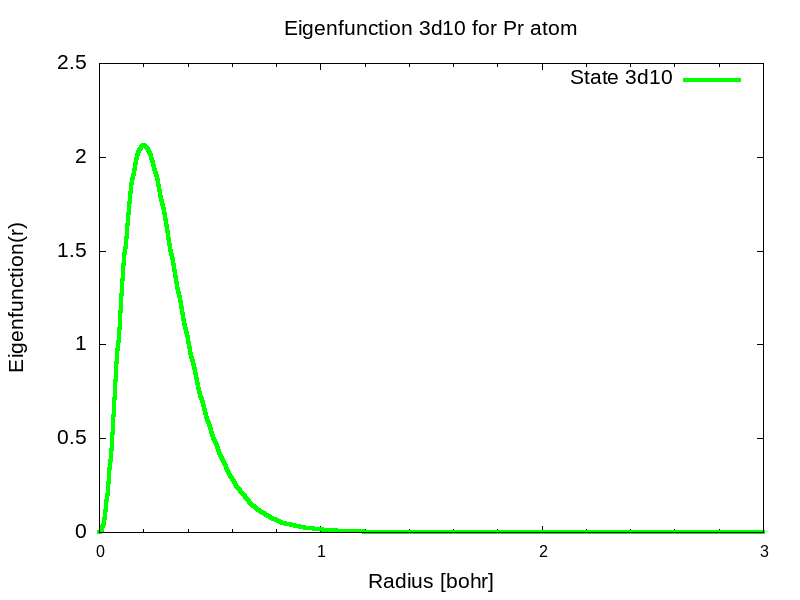 Eigenfunction 3d10 for Pr atom
State 3d10
2.5
2
1.5
1
0.5
0
Eigenfunction(r)
0 1 2 3
Radius [bohr]